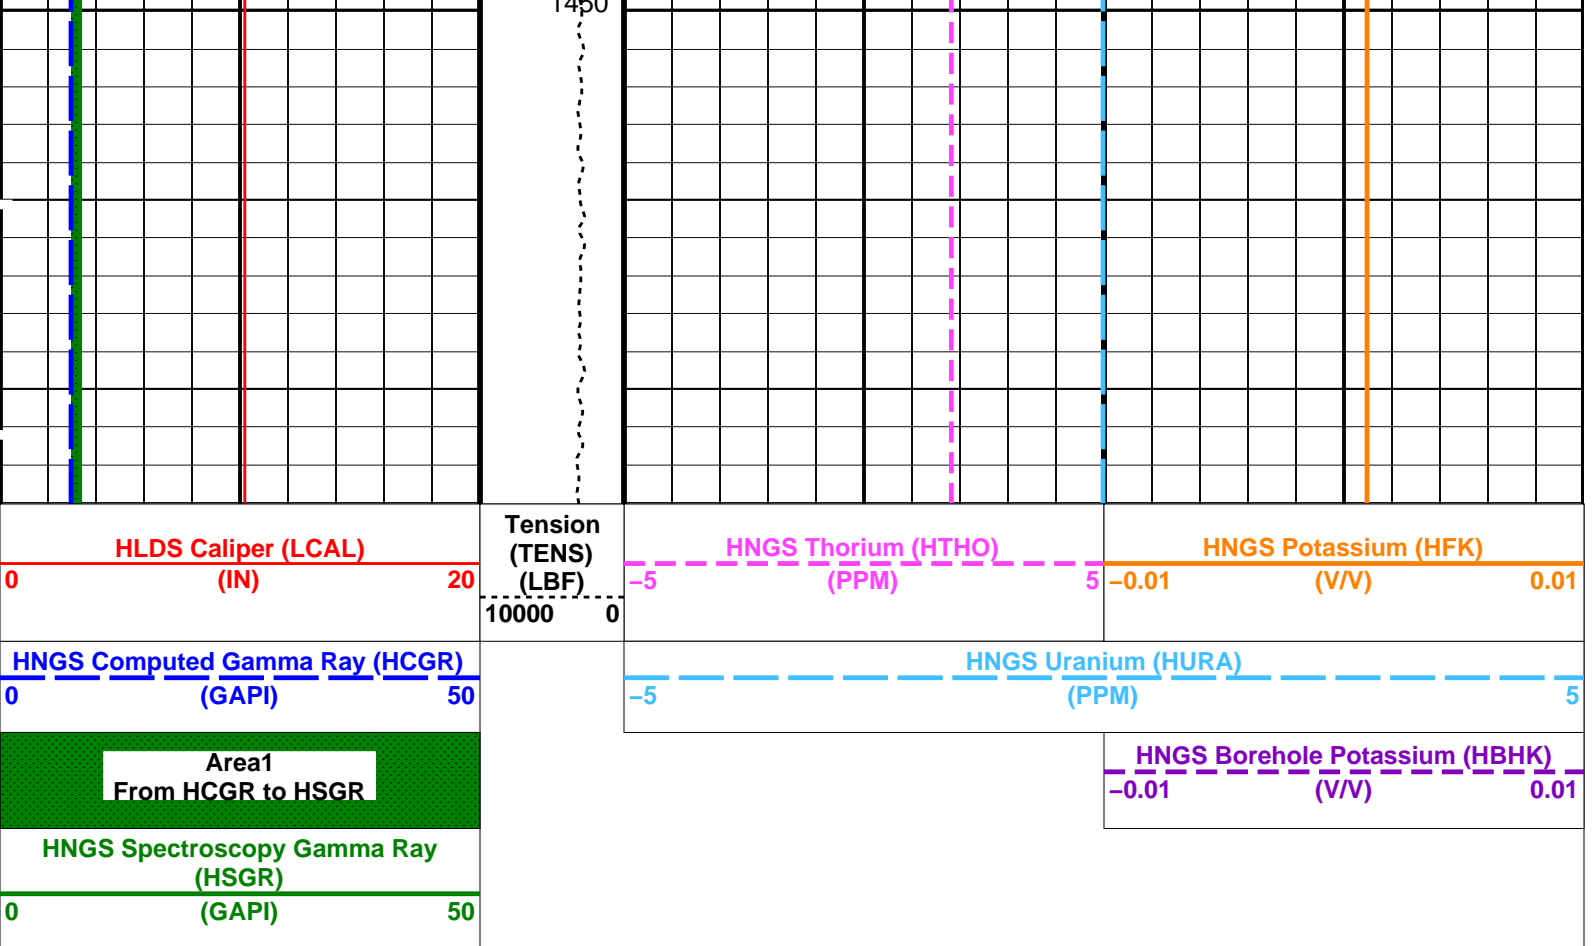 1450
HLDS Caliper (LCAL)
0 (IN) 20
Tension
(TENS)
(LBF)
10000 0
HNGS Thorium (HTHO)
−5 (PPM) 5
HNGS Potassium (HFK)
−0.01 (V/V) 0.01
HNGS Computed Gamma Ray (HCGR)
0 (GAPI) 50
HNGS Uranium (HURA)
−5 (PPM) 5
Area1
From HCGR to HSGR
HNGS Borehole Potassium (HBHK)
−0.01 (V/V) 0.01
HNGS Spectroscopy Gamma Ray
(HSGR)
0 (GAPI) 50